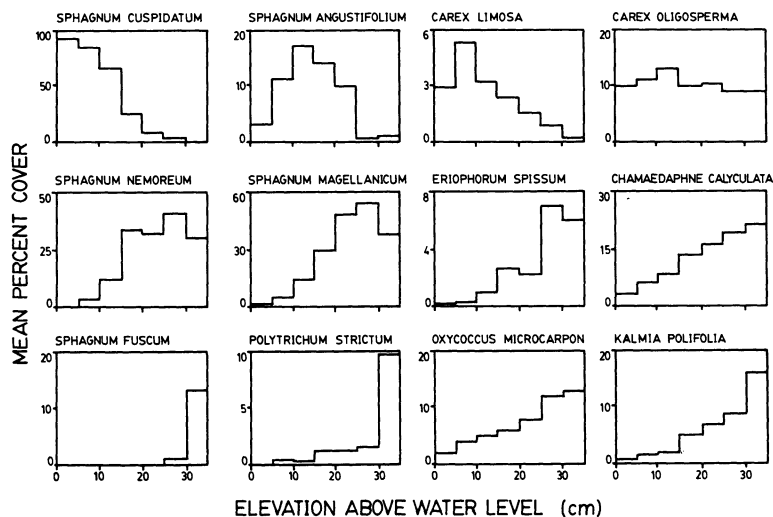 SPHAGNUM CUSPIDATUM SPHAGNUM ANGUSTIFOLIUM CAREX LIMOSA CAREX OLIGOSPERMA
100 20 6 20
50 10 3 10
0 0 0 0
SPHAGNUM NEMOREUM SPHAGNUM MAGELLANICUM ERIOPHORUM SPISSUM CHAMAEDAPHNE CALYCULATA
50 60 8 30
25 30 4 15
0 0 0 0
SPHAGNUM FUSCUM POLYTRICHUM STRICTUM OXYCOCCUS MICROCARPON KALMIA POLIFOLIA
20 10 20 20
10 5 10 10
0 0 0 0
0 10 20 30 0 10 20 30 0 10 20 30 0 10 20 30
MEAN PERCENT COVER
ELEVATION ABOVE WATER LEVEL (cm)